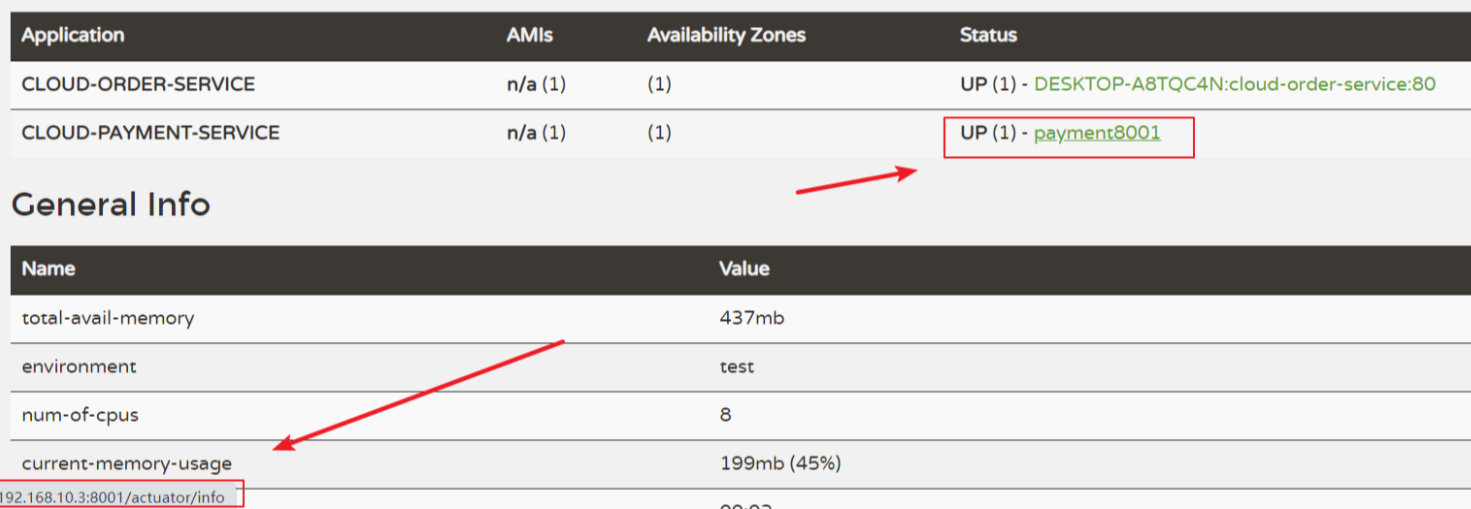 Application AMIs Availability Zones Status
CLOUD-ORDER-SERVICE n/a (1) (1) UP (1) - DESKTOP-A8TQC4N:cloud-order-service:80
CLOUD-PAYMENT-SERVICE n/a (1) (1) UP (1) - payment8001
General Info
Name Value
total-avail-memory 437mb
environment test
num-of-cpus 8
current-memory-usage 199mb (45%)
192.168.10.3:8001/actuator/info